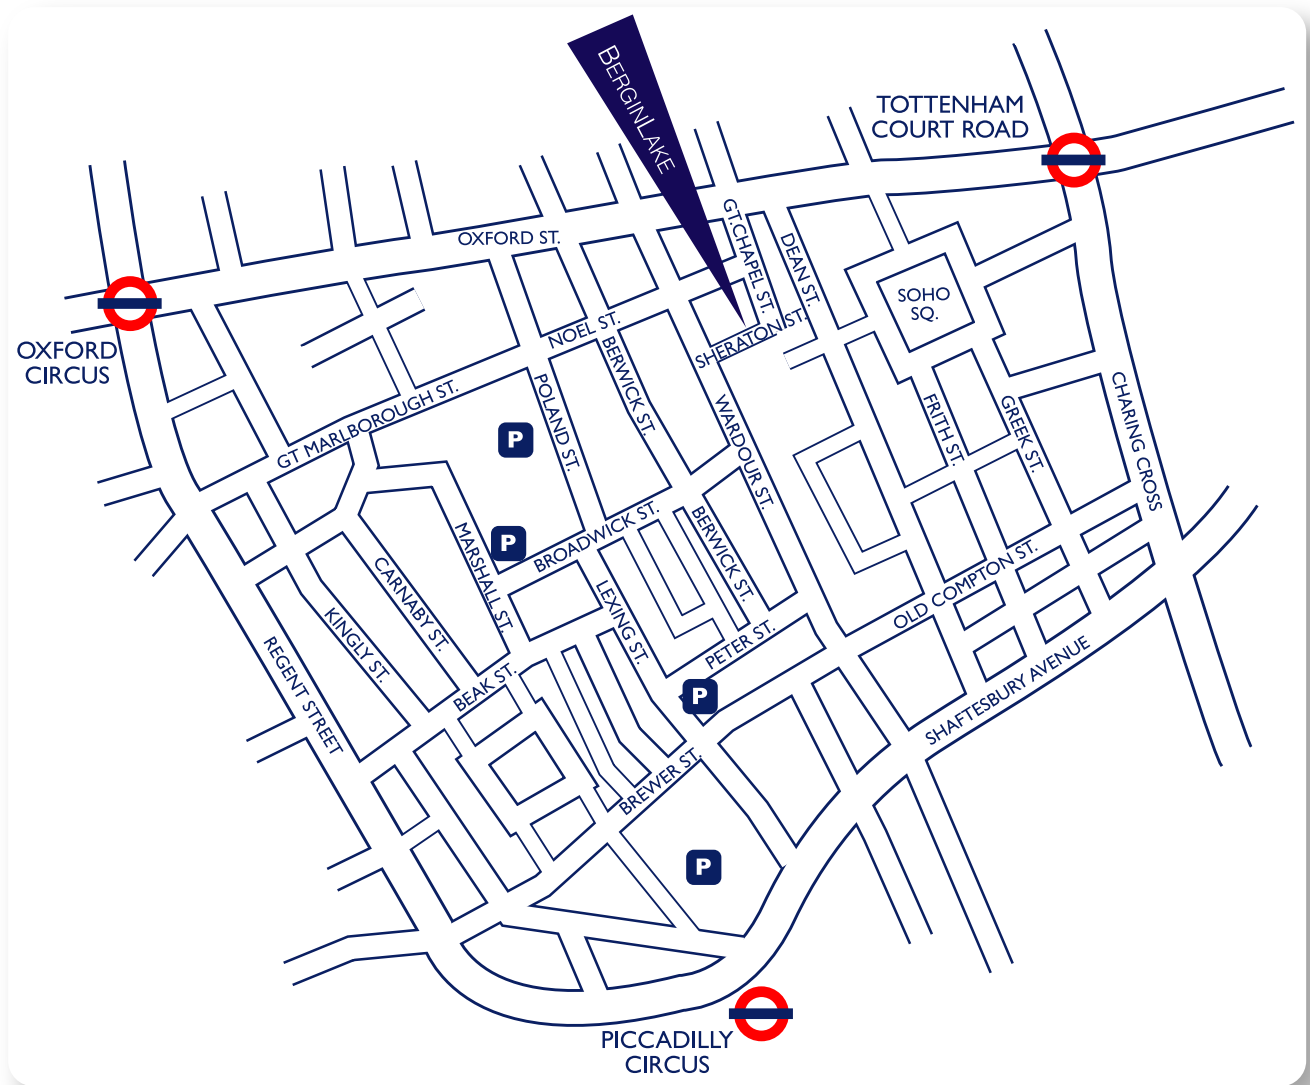 BERGINLAKE
TOTTENHAM
COURT ROAD
OXFORD ST.
GT.CHAPEL ST.
DEAN ST.
SOHO
SQ.
OXFORD
CIRCUS
NOEL ST.
SHERATON ST.
BERWICK ST.
GT MARLBOROUGH ST.
POLAND ST.
WARDOUR ST.
FRITH ST.
GREEK ST.
CHARING CROSS
P
P
BROADWICK ST.
BERWICK ST.
MARSHALL ST.
CARNABY ST.
KINGLY ST.
LEXING ST.
OLD COMPTON ST.
PETER ST.
REGENT STREET
BEAK ST.
P
SHAFTESBURY AVENUE
BREWER ST.
P
PICCADILLY
CIRCUS